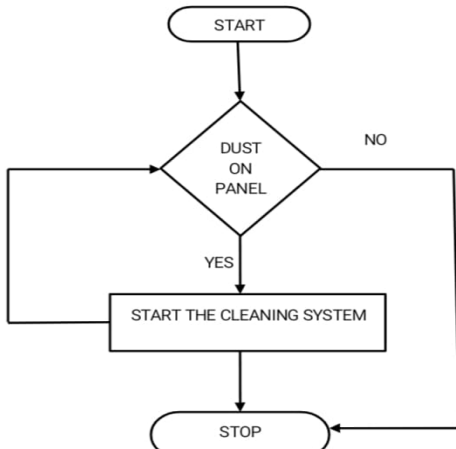 START
DUST
ON
PANEL
NO
YES
START THE CLEANING SYSTEM
STOP